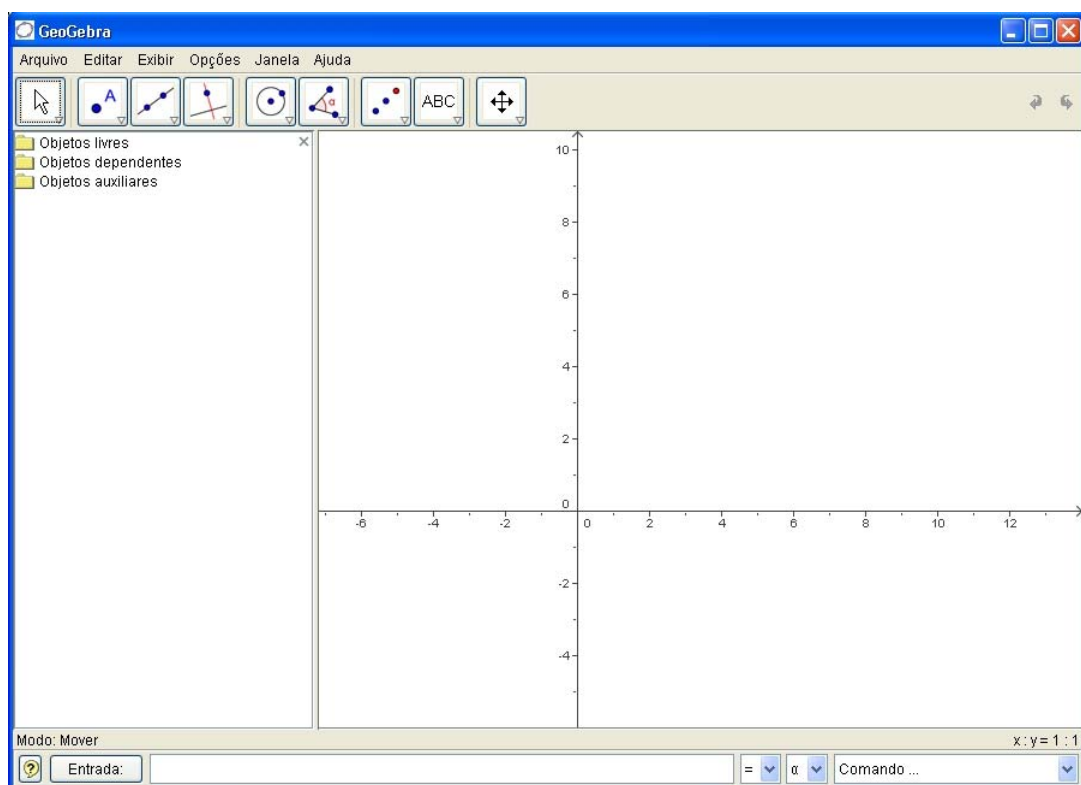 GeoGebra
Arquivo Editar Exibir Opções Janela Ajuda
A α ABC
Objetos livres
Objetos dependentes
Objetos auxiliares
10
8
6
4
2
0
-6 -4 -2 0 2 4 6 8 10 12
-2
-4
Modo: Mover x : y = 1 : 1
? Entrada: = α Comando ...